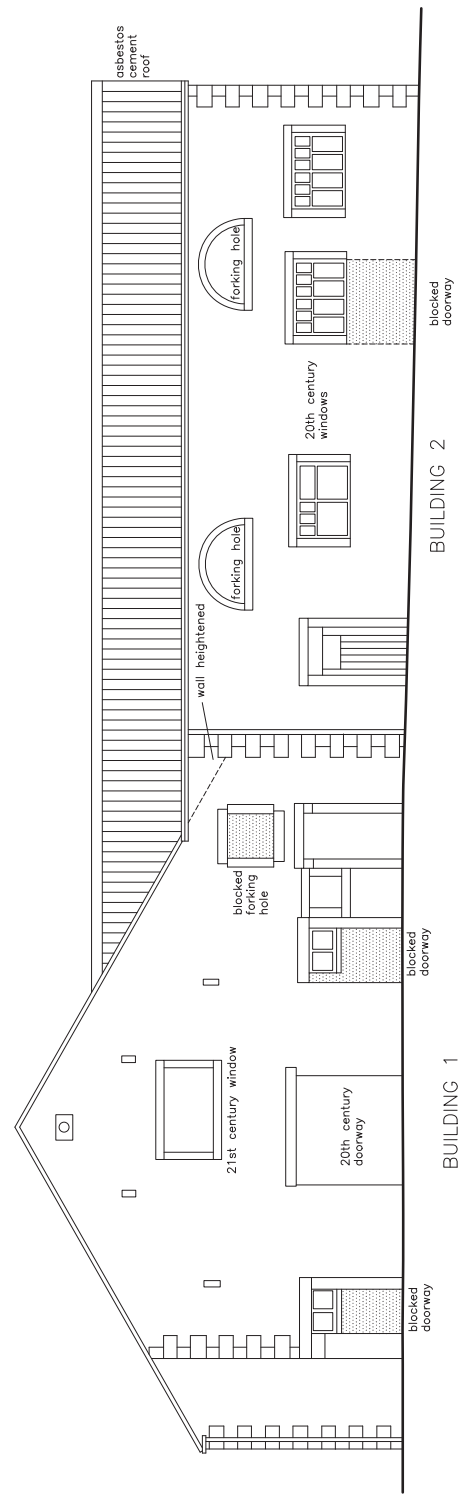 asbestos
cement
roof
forking hole
forking hole
wall heightened
20th century
windows
blocked
doorway
blocked
forking
hole
21st century window
20th century
doorway
blocked
doorway
blocked
doorway
BUILDING 1
BUILDING 2